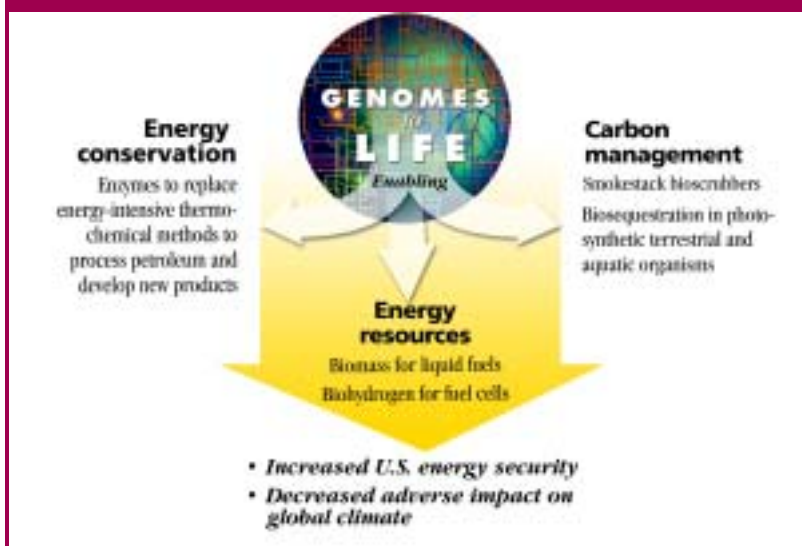 GENOMES
to
LIFE
Enabling
Energy
conservation
Enzymes to replace
energy-intensive thermo-
chemical methods to
process petroleum and
develop new products
Carbon
management
Smokestack bioscrubbers
Biosequestration in photo-
synthetic terrestrial and
aquatic organisms
Energy
resources
Biomass for liquid fuels
Biohydrogen for fuel cells
• Increased U.S. energy security
• Decreased adverse impact on
global climate